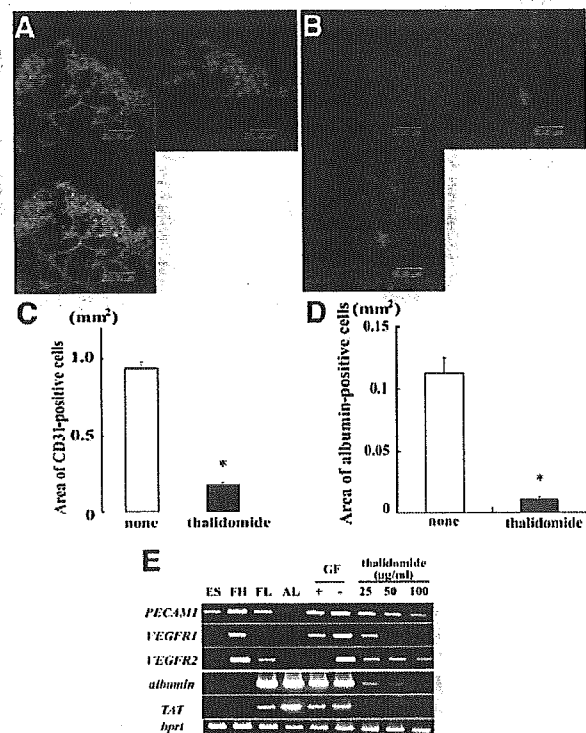 A
B
C
(mm²)
Area of CD31-positive cells
1.0
0.5
0
*
none
thalidomide
D
(mm²)
Area of albumin-positive cells
0.15
0.1
0.05
0
*
none
thalidomide
E
GF
thalidomide
(µg/ml)
ES FH FL AL + - 25 50 100
PECAM1
VEGFR1
VEGFR2
albumin
TAT
hprt